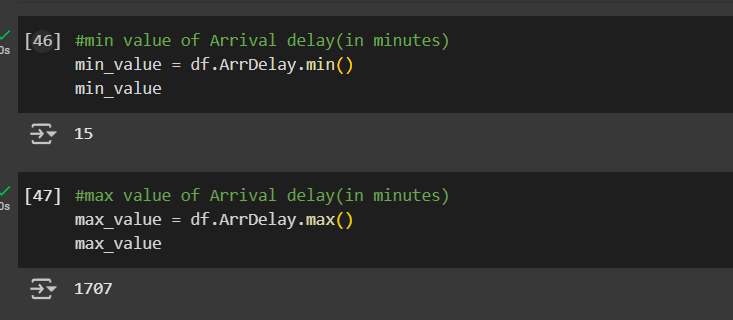 [46] #min value of Arrival delay(in minutes)
0s min_value = df.ArrDelay.min()
min_value
15
[47] #max value of Arrival delay(in minutes)
0s max_value = df.ArrDelay.max()
max_value
1707